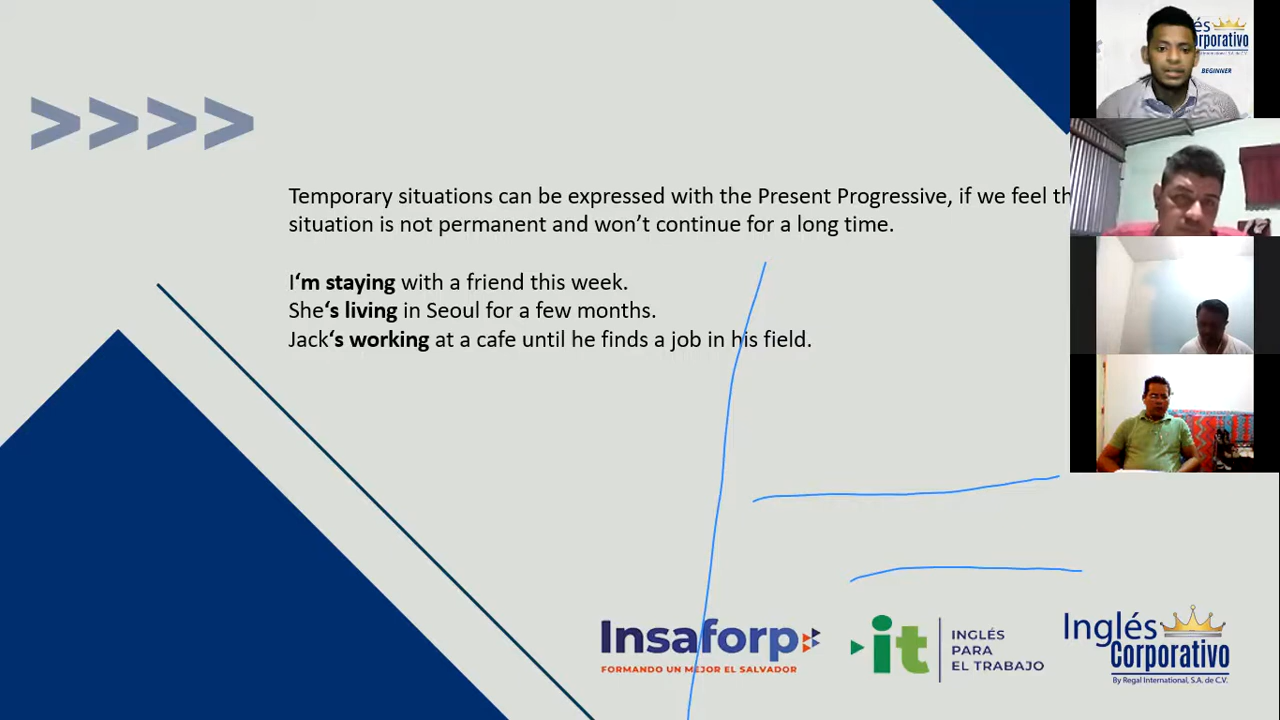 >>>>
Temporary situations can be expressed with the Present Progressive, if we feel
situation is not permanent and won’t continue for a long time.
I‘m staying with a friend this week.
She‘s living in Seoul for a few months.
Jack‘s working at a cafe until he finds a job in his field.
Insaforp
FORMANDO UN MEJOR EL SALVADOR
it
INGLÉS
PARA
EL TRABAJO
Inglés
Corporativo
By Regal International, S.A. de C.V.
BEGINNER